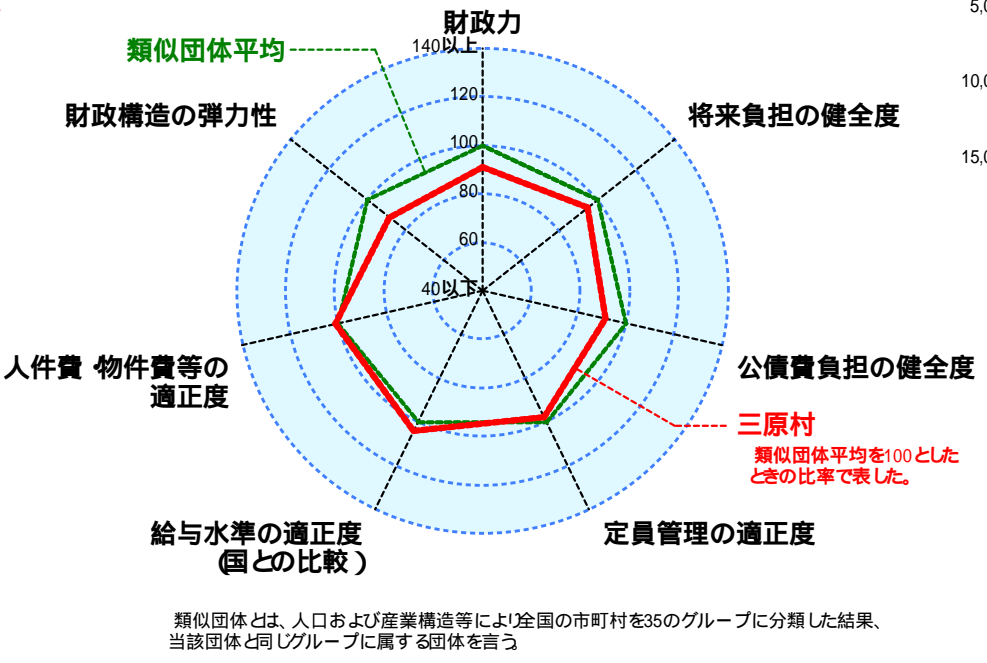 財政力
140以上
類似団体平均
120
財政構造の弾力性
将来負担の健全度
100
80
60
40以下
人件費・物件費等の
適正度
公債費負担の健全度
三原村
類似団体平均を100とした
ときの比率で表した。
給与水準の適正度
(国との比較)
定員管理の適正度
類似団体とは、人口および産業構造等により全国の市町村を35のグループに分類した結果、
当該団体と同じグループに属する団体を言う
5,0
10,0
15,0